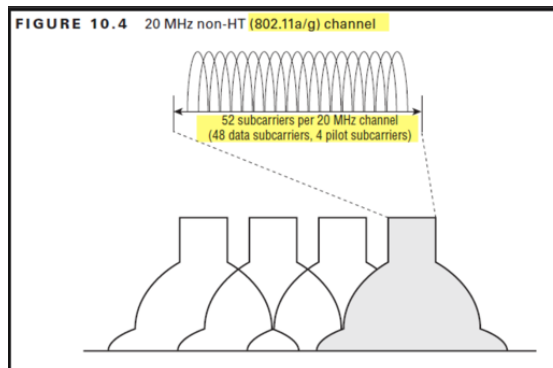 FIGURE 10.4 20 MHz non-HT (802.11a/g) channel
52 subcarriers per 20 MHz channel
(48 data subcarriers, 4 pilot subcarriers)